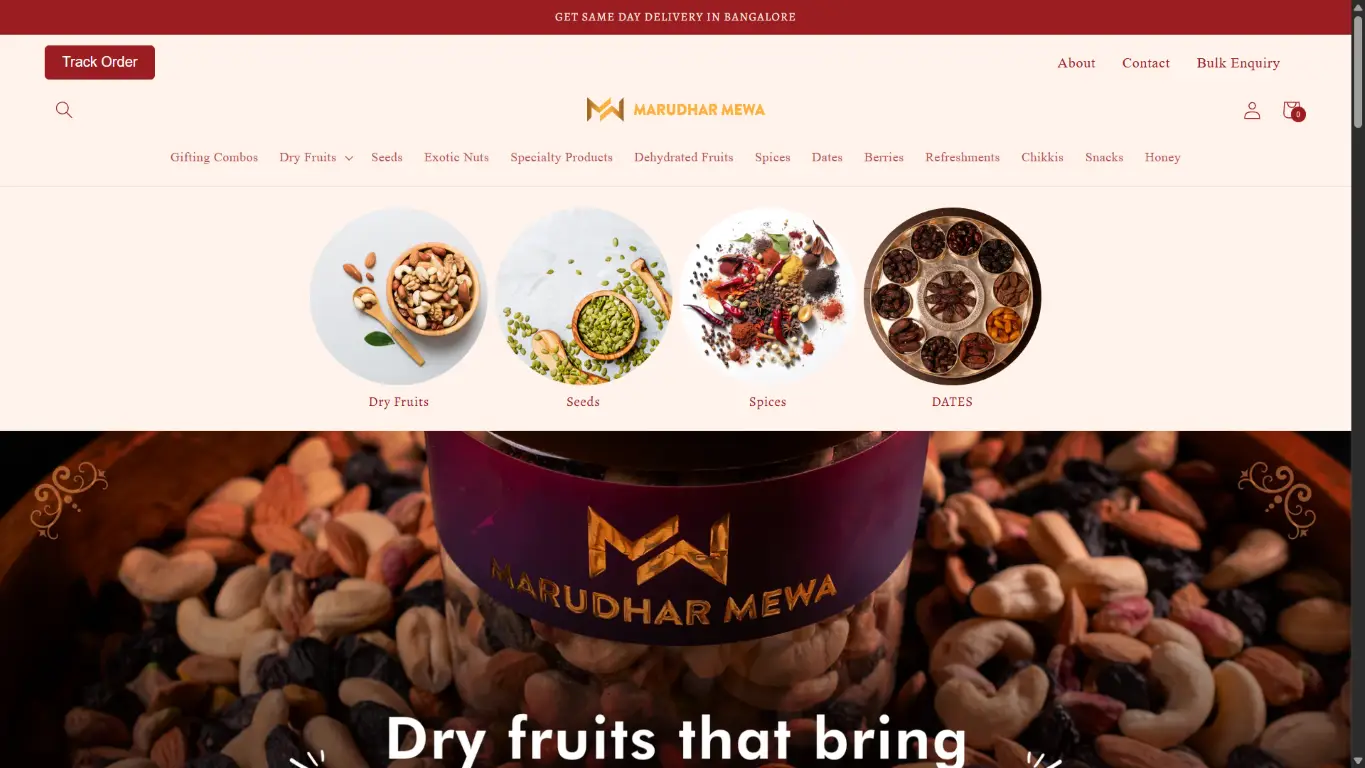 GET SAME DAY DELIVERY IN BANGALORE
Track Order
About Contact Bulk Enquiry
MARUDHAR MEWA
0
Gifting Combos Dry Fruits Seeds Exotic Nuts Specialty Products Dehydrated Fruits Spices Dates Berries Refreshments Chikkis Snacks Honey
Dry Fruits Seeds Spices DATES
MARUDHAR MEWA
Dry fruits that bring